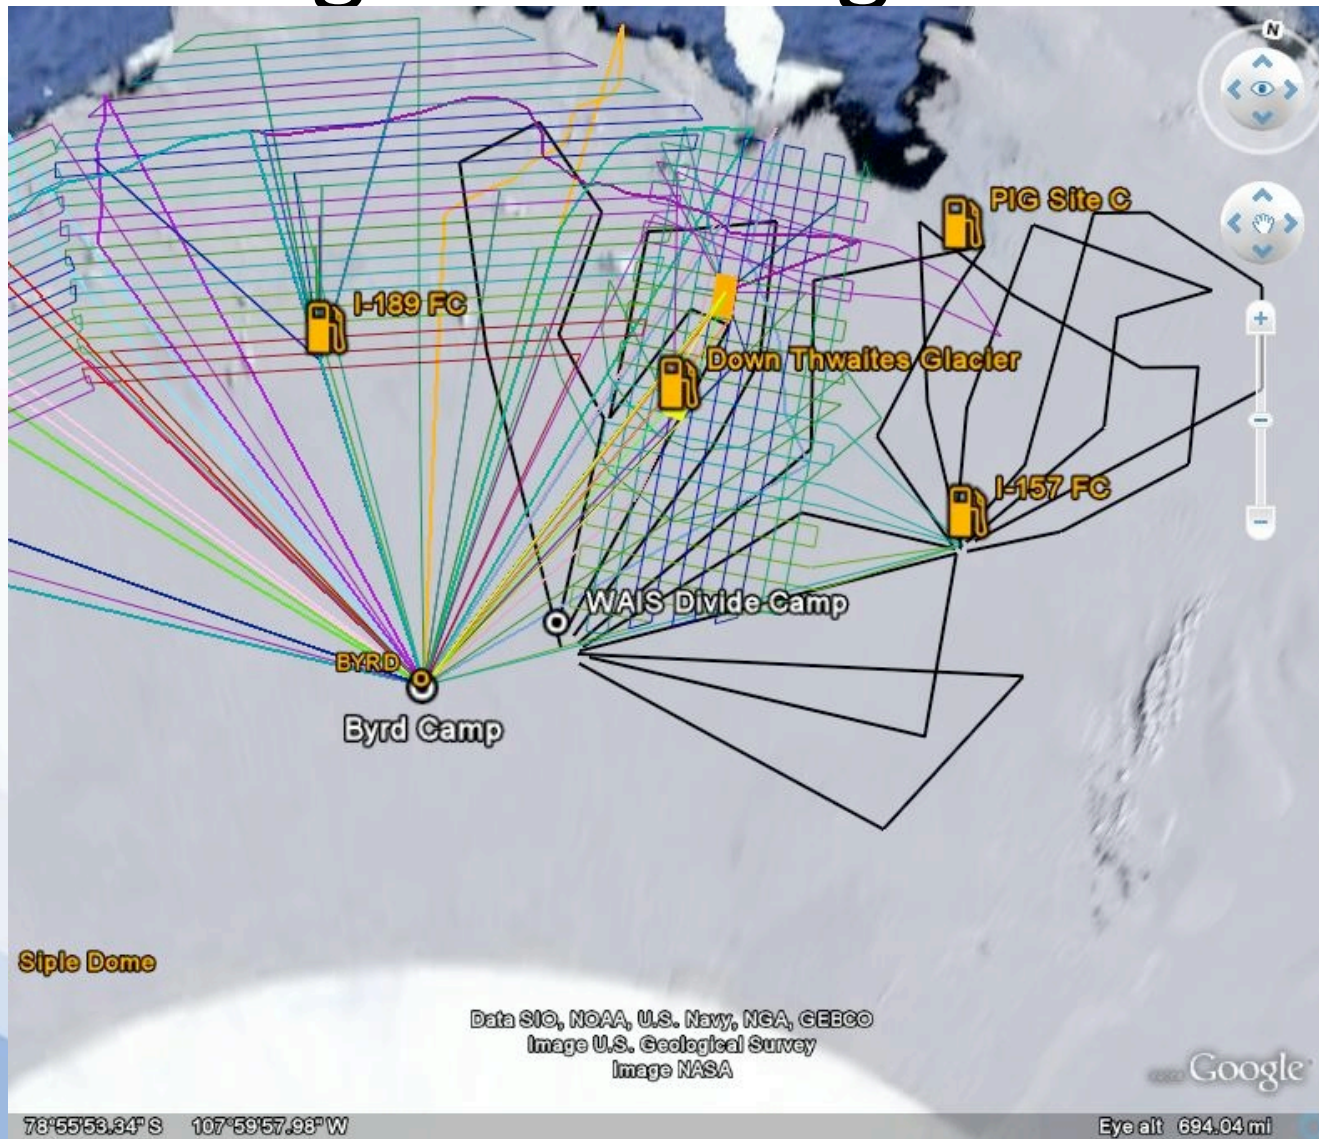 N
PIG Site C
I-189 FC
Down Thwaites Glacier
I-157 FC
WAIS Divide Camp
BYRD
Byrd Camp
Siple Dome
Data SIO, NOAA, U.S. Navy, NGA, GEBCO
Image U.S. Geological Survey
Image NASA
Google
78°55'53.34" S 107°59'57.98" W
Eye alt 694.04 mi